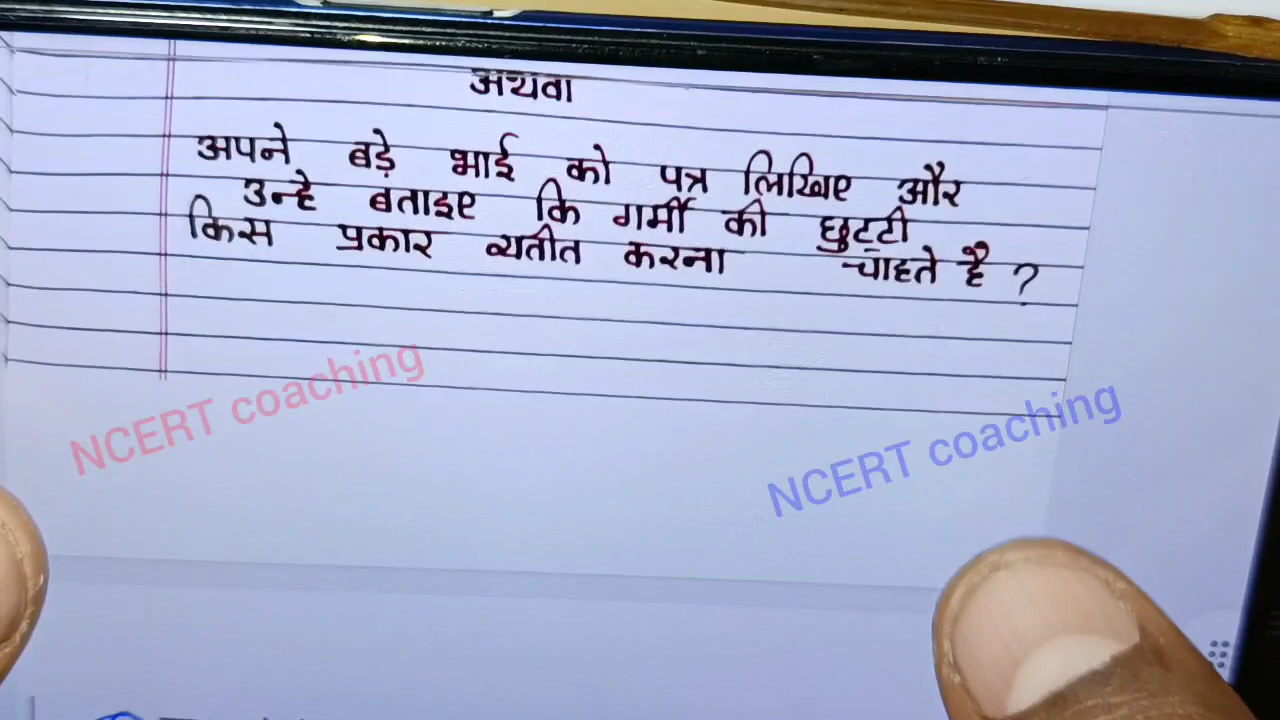 अथवा
अपने बड़े भाई को पत्र लिखिए और
उन्हे बताइए कि गर्मी की छुट्टी
किस प्रकार व्यतीत करना चाहते है ?
NCERT coaching
NCERT coaching